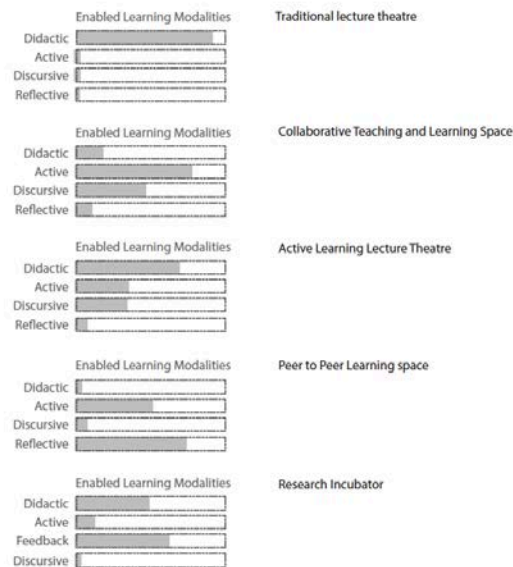 Enabled Learning Modalities Traditional lecture theatre
Didactic
Active
Discursive
Reflective
Enabled Learning Modalities Collaborative Teaching and Learning Space
Didactic
Active
Discursive
Reflective
Enabled Learning Modalities Active Learning Lecture Theatre
Didactic
Active
Discursive
Reflective
Enabled Learning Modalities Peer to Peer Learning space
Didactic
Active
Discursive
Reflective
Enabled Learning Modalities Research Incubator
Didactic
Active
Feedback
Discursive